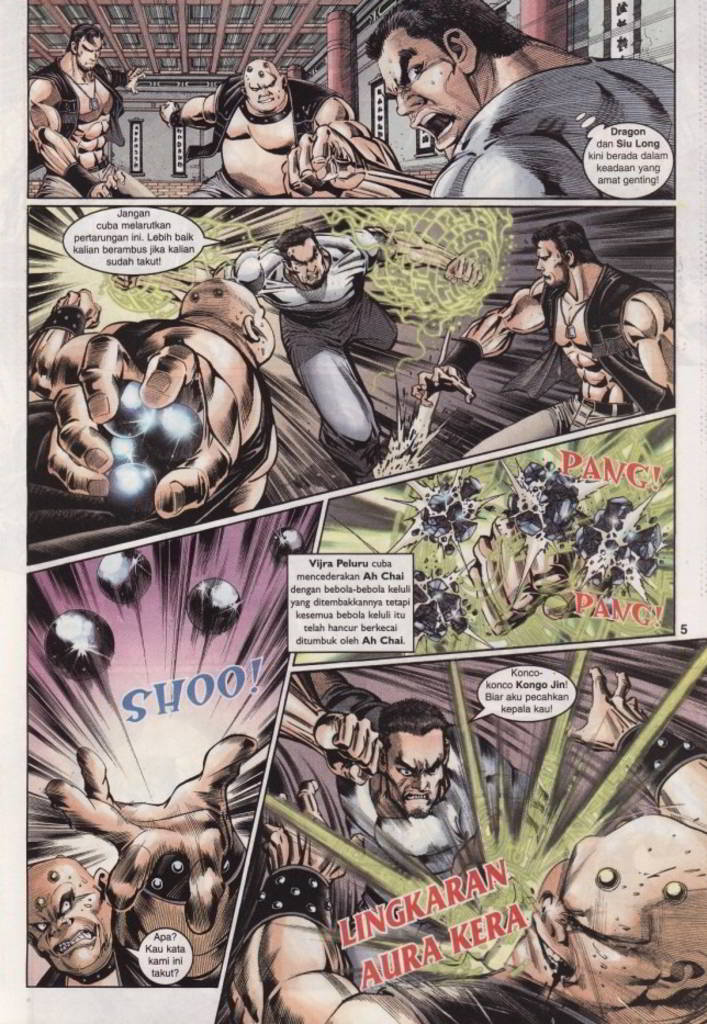 Dragon
dan Siu Long
kini berada dalam
keadaan yang
amat genting!
Jangan
cuba melarutkan
pertarungan ini. Lebih baik
kalian berambus jika kalian
sudah takut!
PANG!
Vijra Peluru cuba
mencederakan Ah Chai
dengan bebola-bebola keluli
yang ditembakkannya tetapi
kesemua bebola keluli itu
telah hancur berkecai
ditumbuk oleh Ah Chai.
PANG!
5
SHOO!
Apa?
Kau kata
kami ini
takut?
Konco-
konco Kongo Jin!
Biar aku pecahkan
kepala kau!
LINGKARAN
AURA KERA